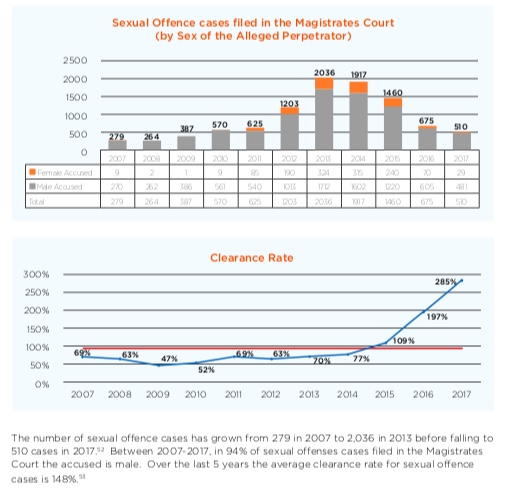 Sexual Offence cases filed in the Magistrates Court
(by Sex of the Alleged Perpetrator)
2500
2000
1500
1000
500
0
279 264 387 570 625 1203 2036 1917 1460 675 510
2007 2008 2009 2010 2011 2012 2013 2014 2015 2016 2017
Female Accused 9 2 1 9 85 190 324 315 240 70 29
Male Accused 270 262 386 561 540 1013 1712 1602 1220 605 481
Total 279 264 387 570 625 1203 2036 1917 1460 675 510
Clearance Rate
300%
250%
200%
150%
100%
50%
0%
69% 63% 47% 52% 69% 63% 70% 77% 109% 197% 285%
2007 2008 2009 2010 2011 2012 2013 2014 2015 2016 2017
The number of sexual offence cases has grown from 279 in 2007 to 2,036 in 2013 before falling to
510 cases in 2017.52 Between 2007-2017, in 94% of sexual offenses cases filed in the Magistrates
Court the accused is male. Over the last 5 years the average clearance rate for sexual offence
cases is 148%.53